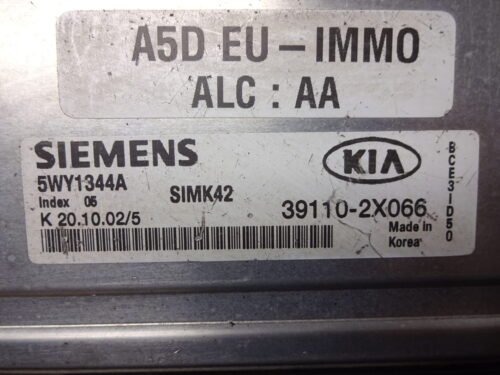 A5D EU – IMMO
ALC : AA
SIEMENS
KIA
5WY1344A
Index 05
SIMK42
K 20.10.02/5
39110-2X066
Made in
Korea
BCE3ID50